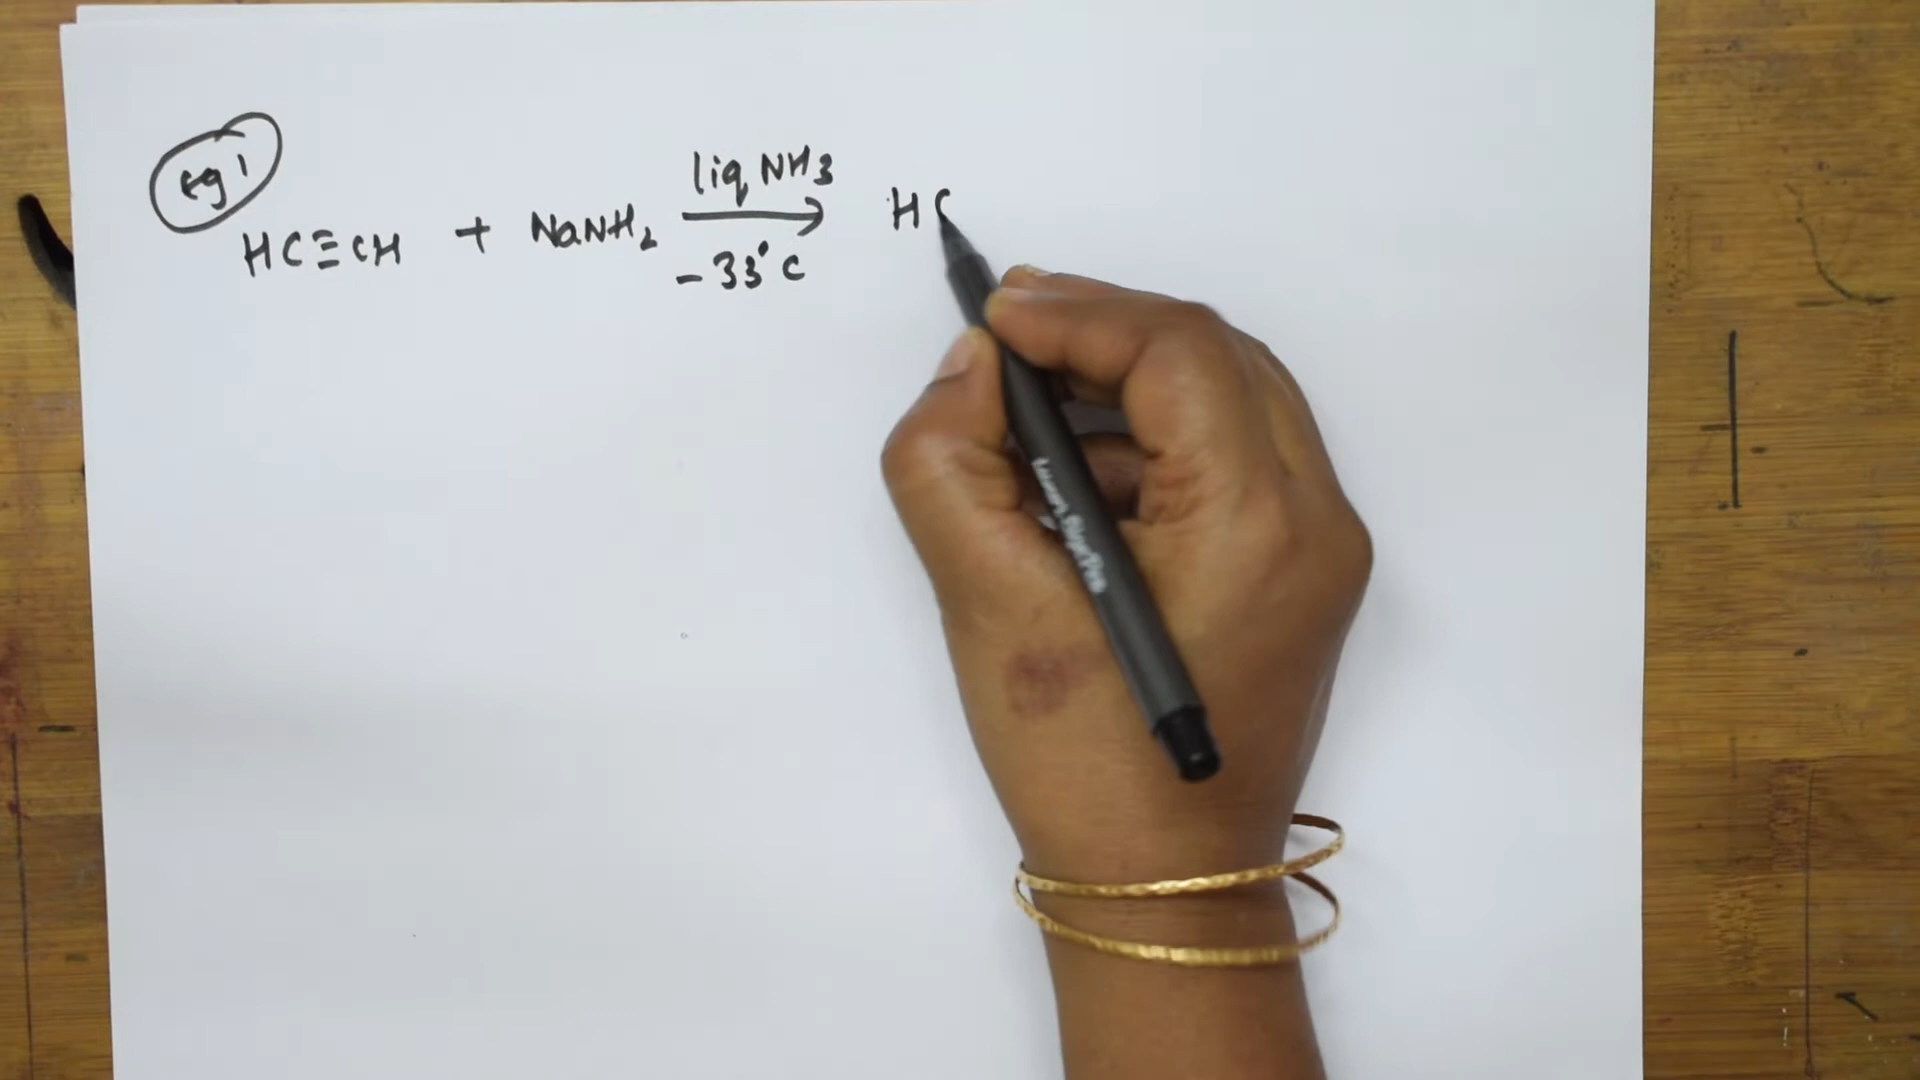 eg 1
liq NH3
HC≡CH + NaNH2 → HC
-33°C